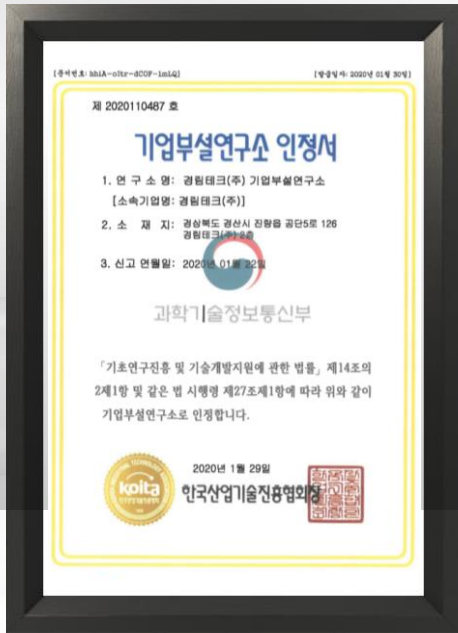 [증서번호: hhiA-oltr-dCOF-1mLQ]
[발급일자: 2020년 01월 30일]
제 2020110487 호
기업부설연구소 인정서
1. 연 구 소 명: 경림테크(주) 기업부설연구소
[소속기업명: 경림테크(주)]
2. 소 재 지: 경상북도 경산시 진량읍 공단5로 126
경림테크(주) 2층
3. 신고 연월일: 2020년 01월 22일
과학기술정보통신부
「기초연구진흥 및 기술개발지원에 관한 법률」 제14조의
2제1항 및 같은 법 시행령 제27조제1항에 따라 위와 같이
기업부설연구소로 인정합니다.
2020년 1월 29일
koita
한국산업기술진흥협회장